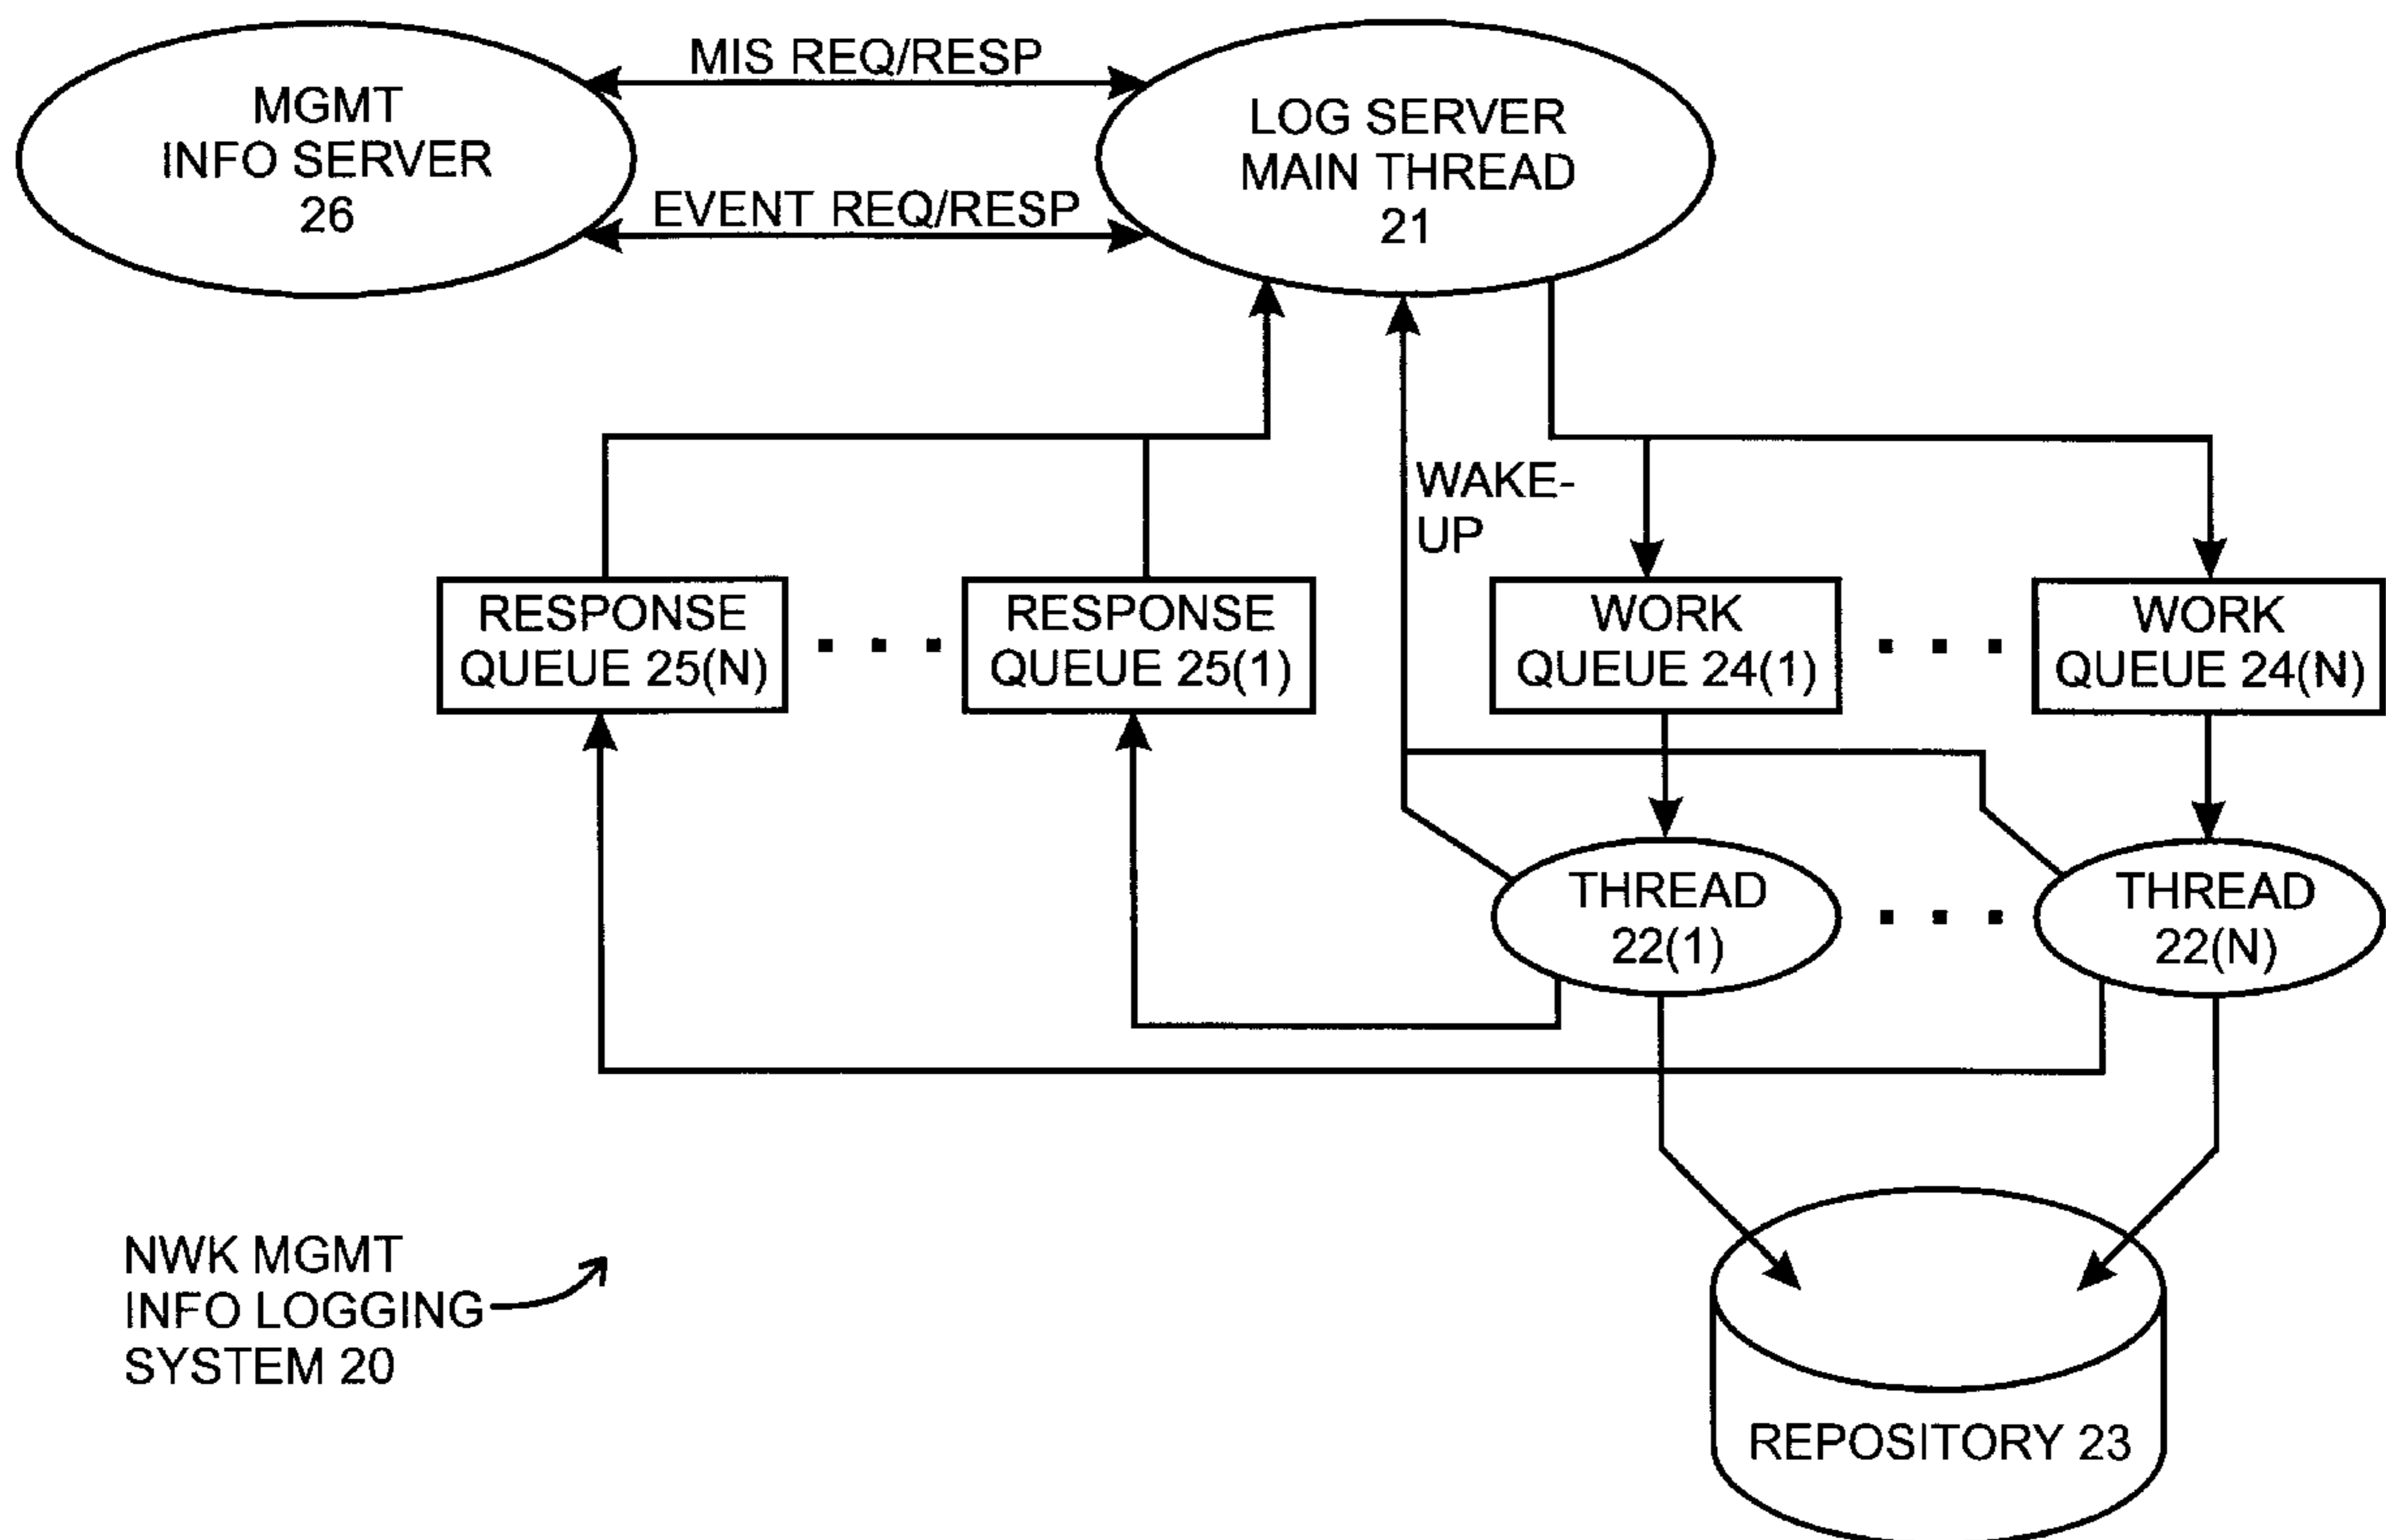 MIS REQ/RESP
MGMT
INFO SERVER
26
EVENT REQ/RESP
LOG SERVER
MAIN THREAD
21
WAKE-
UP
RESPONSE
QUEUE 25(N)
RESPONSE
QUEUE 25(1)
WORK
QUEUE 24(1)
WORK
QUEUE 24(N)
THREAD
22(1)
THREAD
22(N)
NWK MGMT
INFO LOGGING
SYSTEM 20
REPOSITORY 23